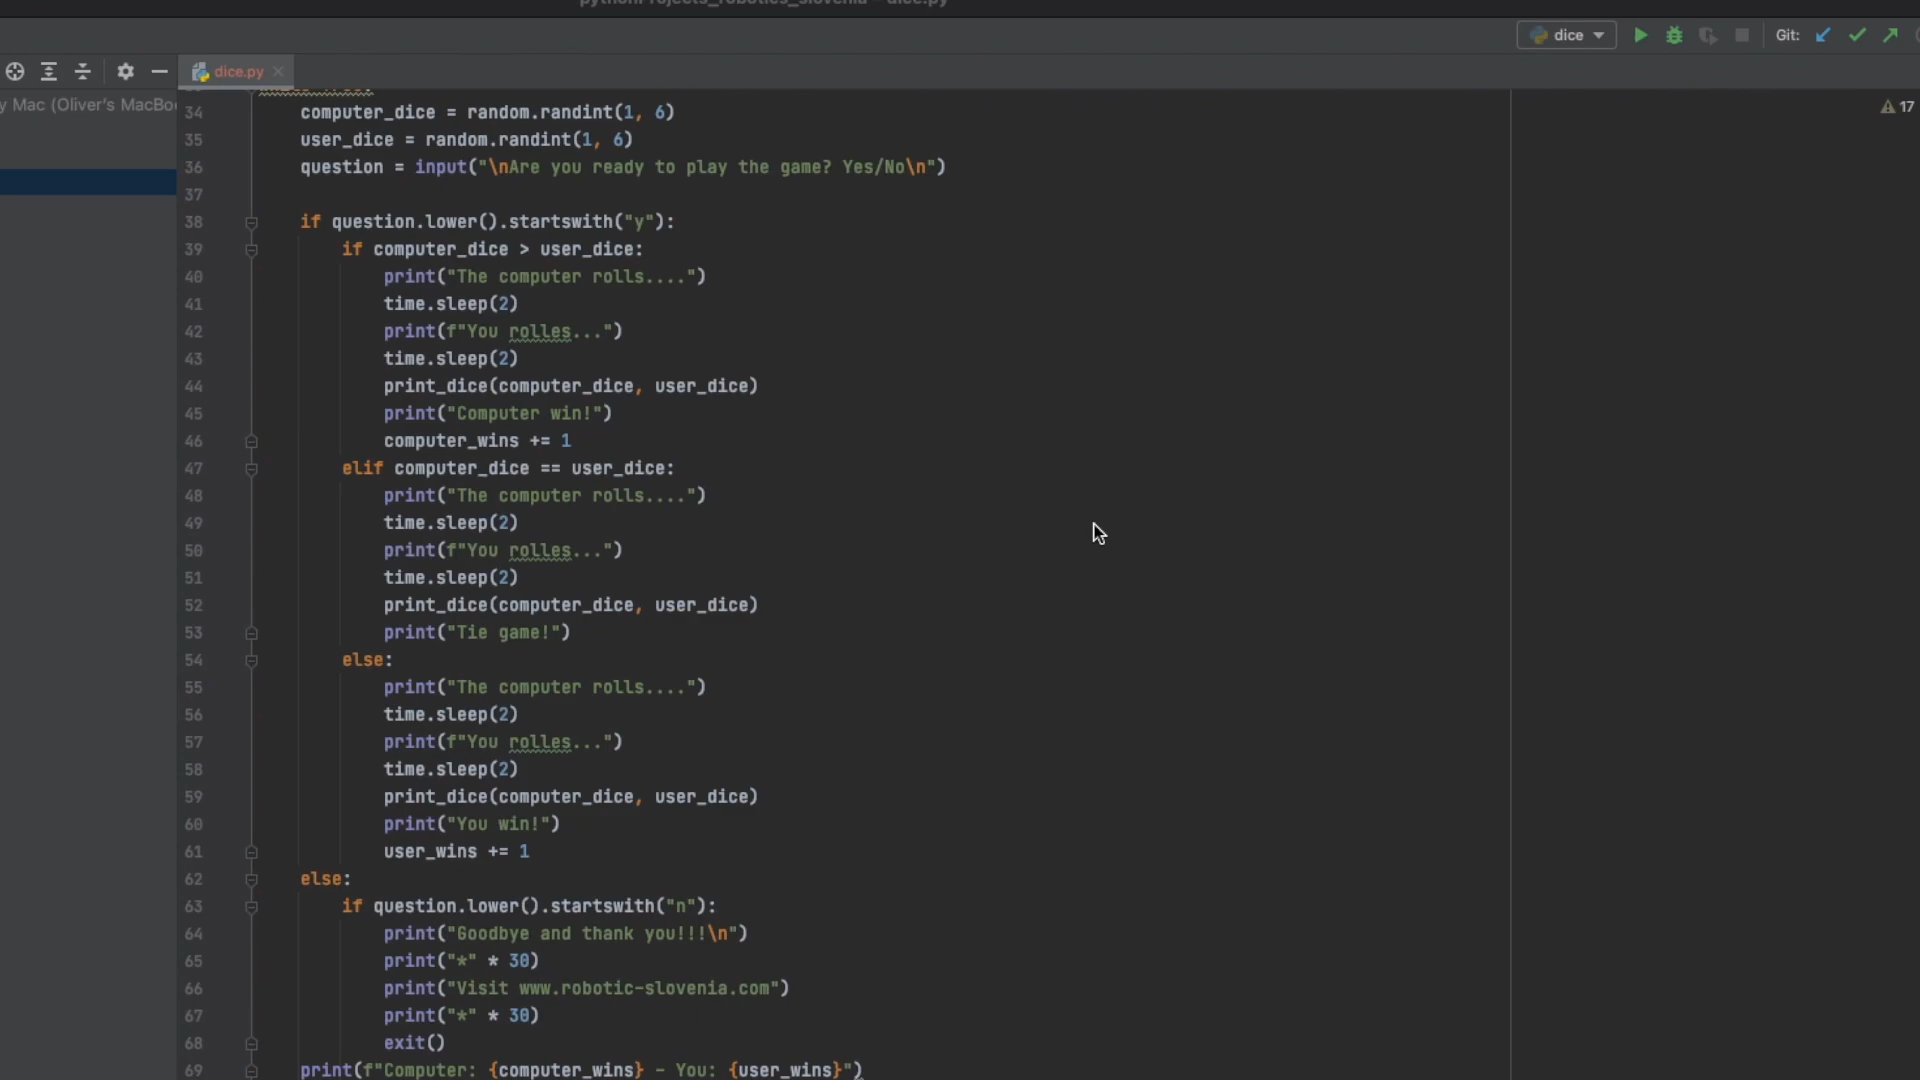 pythonProjects_robotics_slovenia – dice.py
dice
Git:
dice.py
y Mac (Oliver's MacBo
17
34 computer_dice = random.randint(1, 6)
35 user_dice = random.randint(1, 6)
36 question = input("\nAre you ready to play the game? Yes/No\n")
37
38 if question.lower().startswith("y"):
39 if computer_dice > user_dice:
40 print("The computer rolls....")
41 time.sleep(2)
42 print(f"You rolles...")
43 time.sleep(2)
44 print_dice(computer_dice, user_dice)
45 print("Computer win!")
46 computer_wins += 1
47 elif computer_dice == user_dice:
48 print("The computer rolls....")
49 time.sleep(2)
50 print(f"You rolles...")
51 time.sleep(2)
52 print_dice(computer_dice, user_dice)
53 print("Tie game!")
54 else:
55 print("The computer rolls....")
56 time.sleep(2)
57 print(f"You rolles...")
58 time.sleep(2)
59 print_dice(computer_dice, user_dice)
60 print("You win!")
61 user_wins += 1
62 else:
63 if question.lower().startswith("n"):
64 print("Goodbye and thank you!!!\n")
65 print("*" * 30)
66 print("Visit www.robotic-slovenia.com")
67 print("*" * 30)
68 exit()
69 print(f"Computer: {computer_wins} - You: {user_wins}")